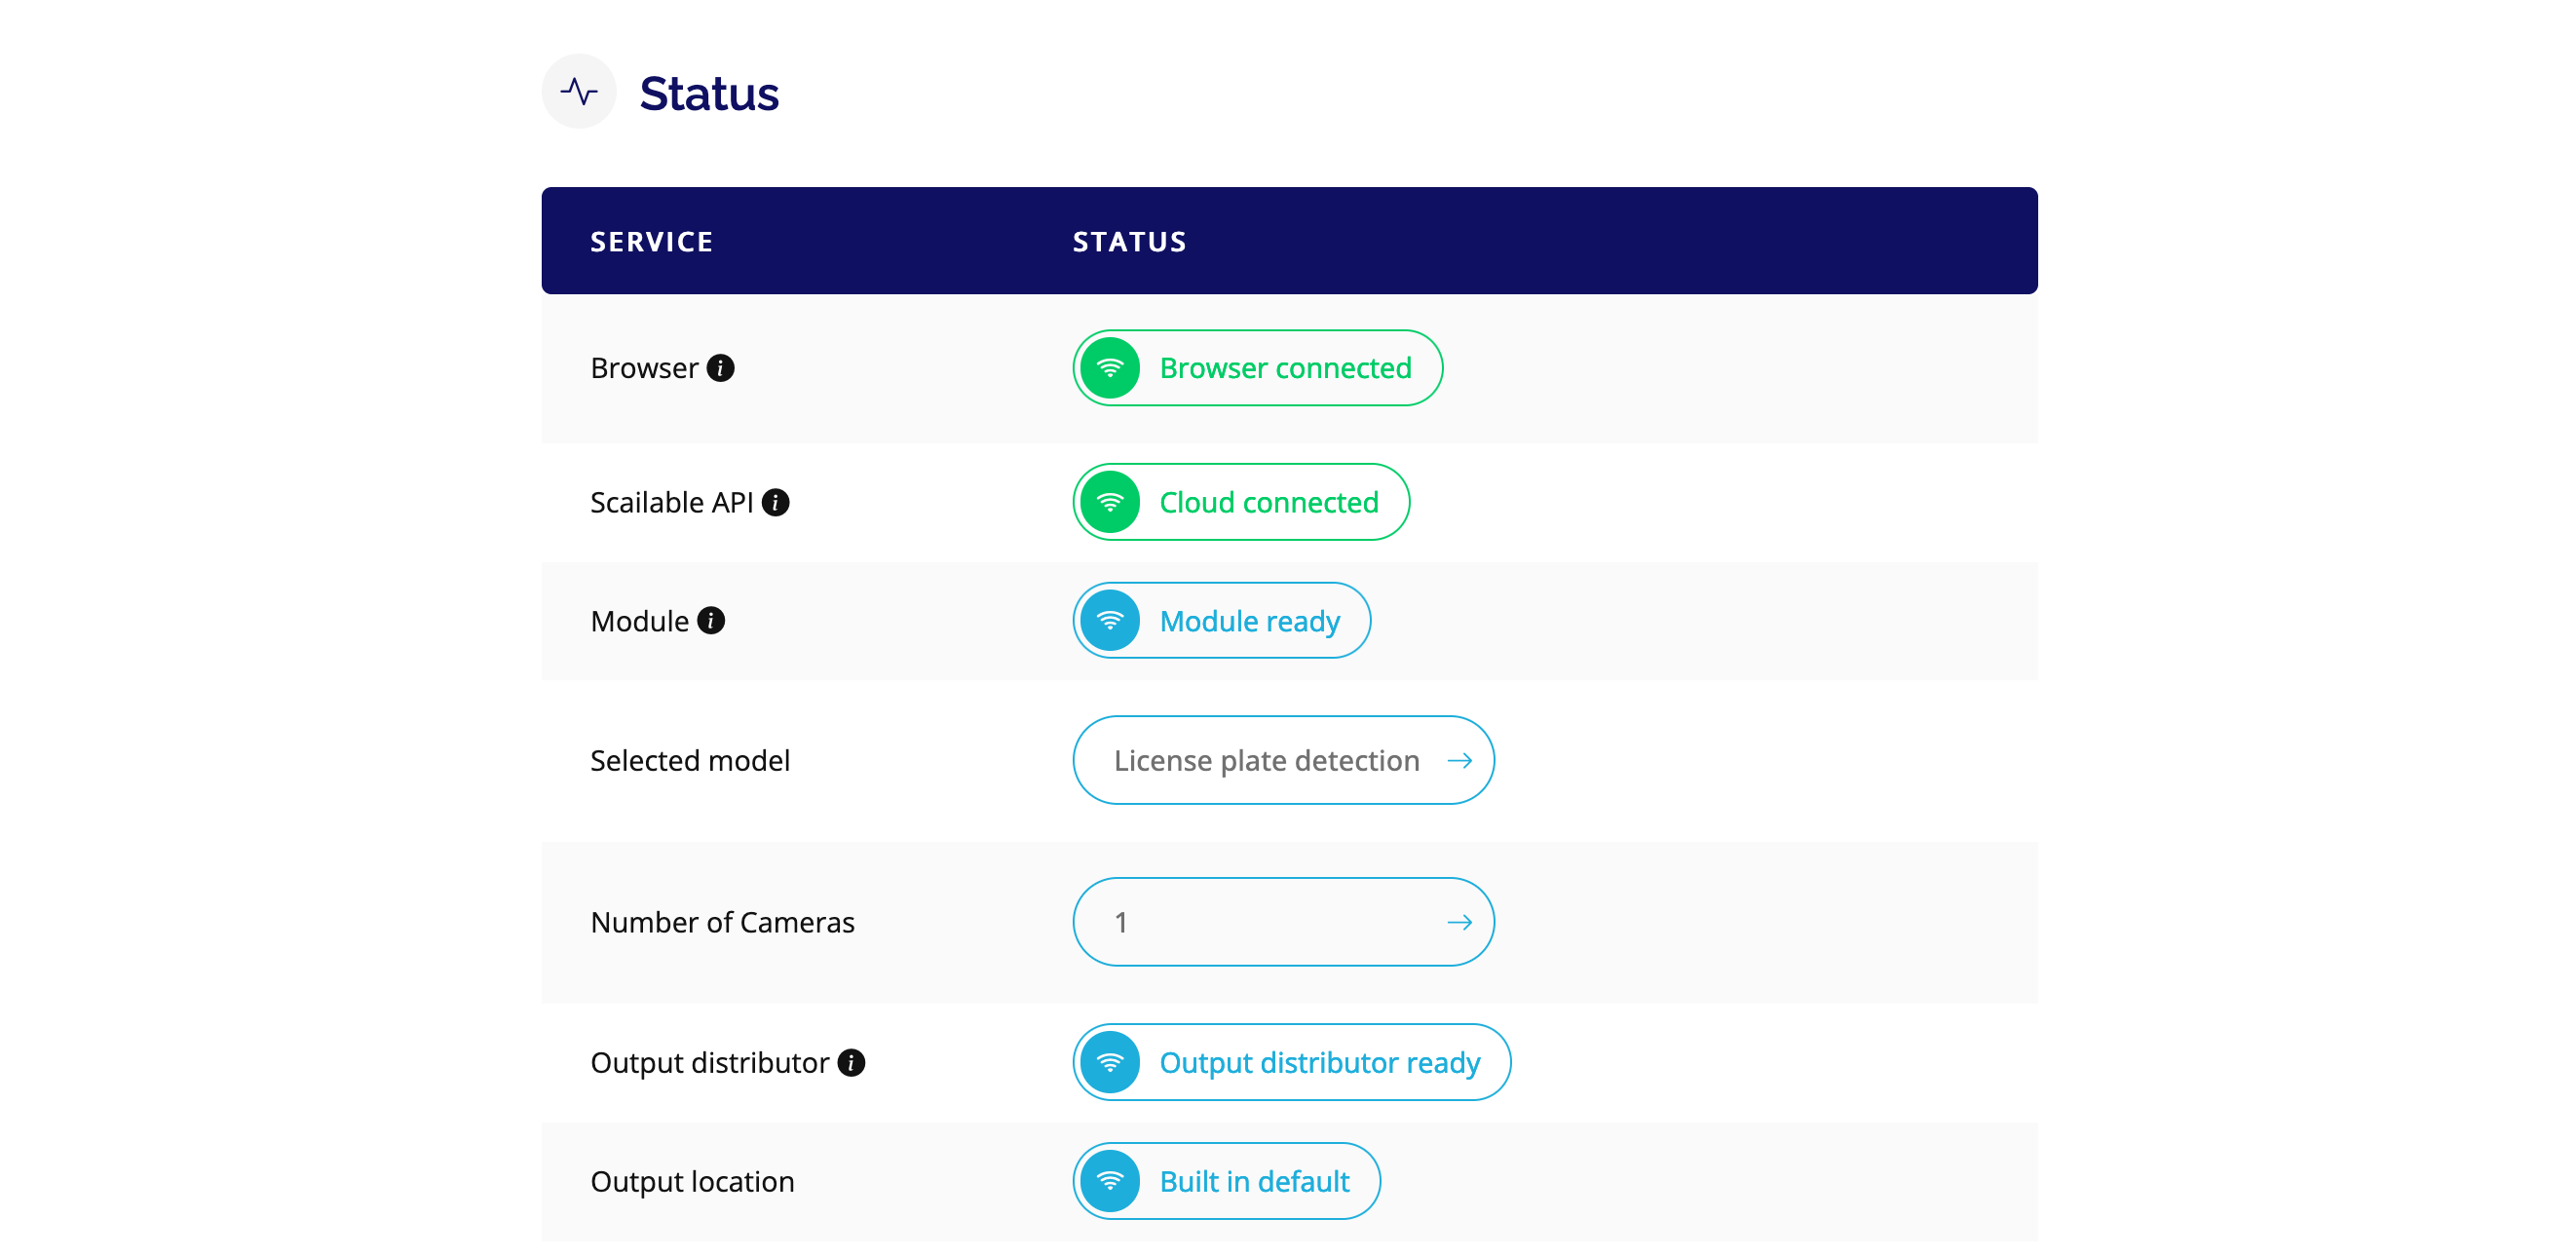 Status
SERVICE STATUS
Browser i Browser connected
Scailable API i Cloud connected
Module i Module ready
Selected model License plate detection
Number of Cameras 1
Output distributor i Output distributor ready
Output location Built in default